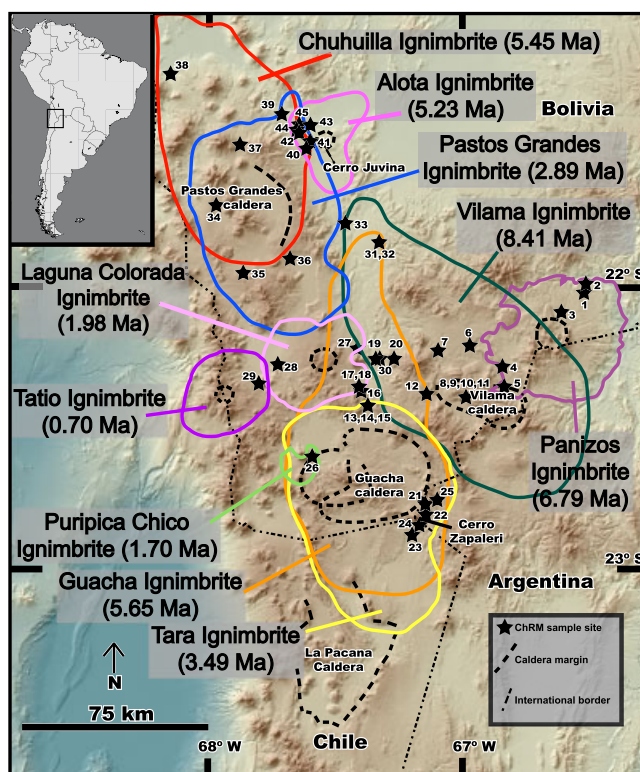 Chuhuilla Ignimbrite (5.45 Ma)
Alota Ignimbrite
(5.23 Ma)
Bolivia
38
39
45
43
44
42
41
40
Cerro Juvina
37
Pastos Grandes
Ignimbrite
(2.89 Ma)
Pastos Grandes
caldera
34
33
Vilama Ignimbrite
(8.41 Ma)
31,32
36
35
Laguna Colorada
Ignimbrite
(1.98 Ma)
22º S
2
1
3
27
19
20
30
7
6
4
5
28
29
17,18
16
12
8,9,10,11
Vilama
caldera
13,14,15
Tatio Ignimbrite
(0.70 Ma)
Panizos
Ignimbrite
(6.79 Ma)
26
Guacha
caldera
21
25
22
24
23
Cerro
Zapaleri
Puripica Chico
Ignimbrite (1.70 Ma)
Guacha Ignimbrite
(5.65 Ma)
23º S
Argentina
Tara Ignimbrite
(3.49 Ma)
La Pacana
Caldera
ChRM sample site
Caldera margin
International border
N
75 km
68º W
67º W
Chile